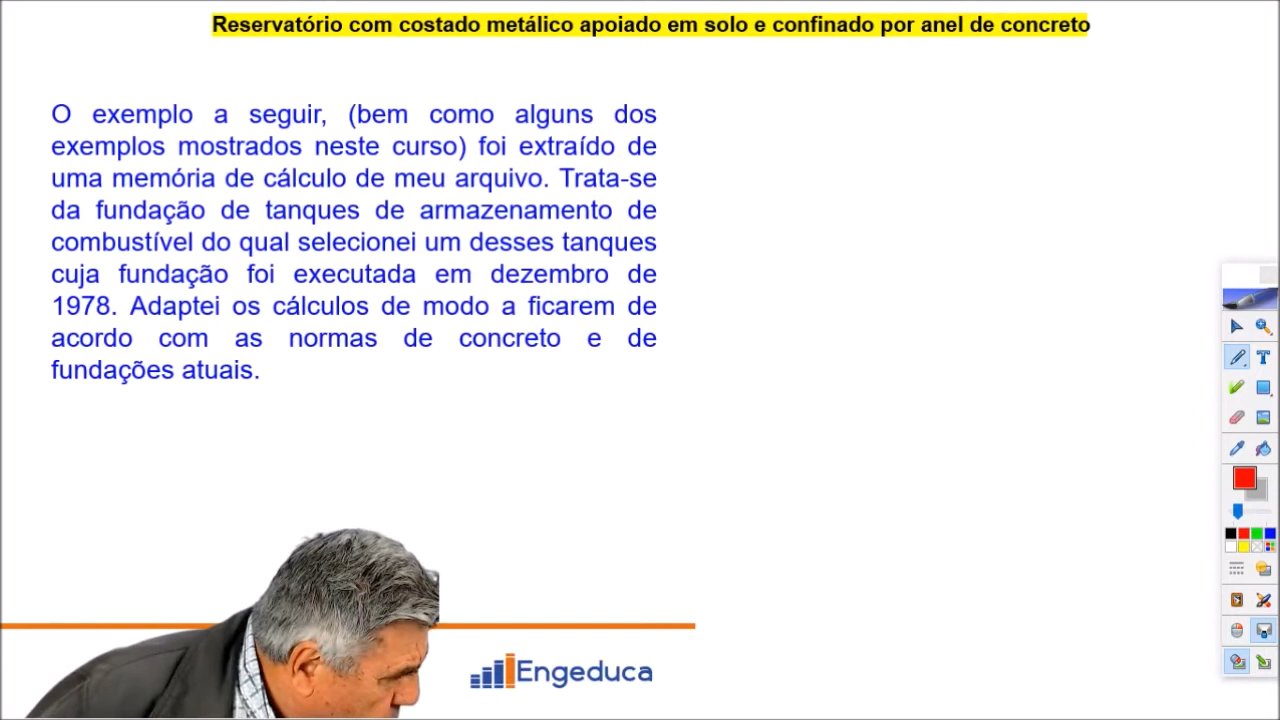 Reservatório com costado metálico apoiado em solo e confinado por anel de concreto
O exemplo a seguir, (bem como alguns dos
exemplos mostrados neste curso) foi extraído de
uma memória de cálculo de meu arquivo. Trata-se
da fundação de tanques de armazenamento de
combustível do qual selecionei um desses tanques
cuja fundação foi executada em dezembro de
1978. Adaptei os cálculos de modo a ficarem de
acordo com as normas de concreto e de
fundações atuais.
Engeduca
T